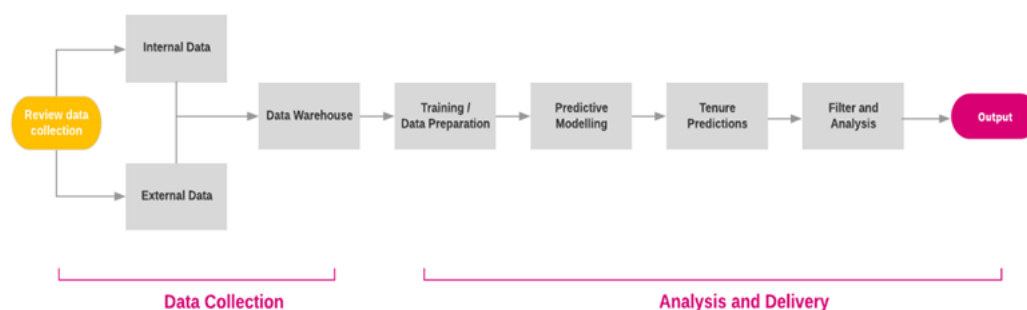 Internal Data
Review data
collection
External Data
Data Warehouse
Training /
Data Preparation
Predictive
Modelling
Tenure
Predictions
Filter and
Analysis
Output
Data Collection
Analysis and Delivery